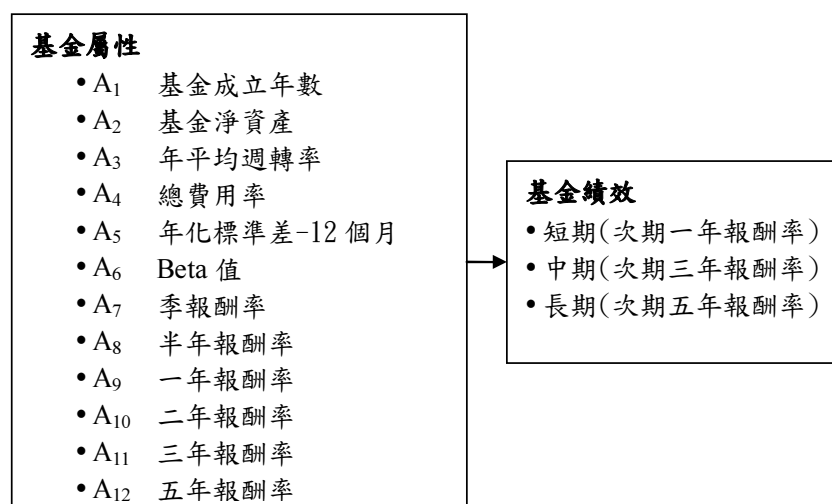 基金屬性
• A1 基金成立年數
• A2 基金淨資產
• A3 年平均週轉率
• A4 總費用率
• A5 年化標準差-12 個月
• A6 Beta 值
• A7 季報酬率
• A8 半年報酬率
• A9 一年報酬率
• A10 二年報酬率
• A11 三年報酬率
• A12 五年報酬率
基金績效
• 短期(次期一年報酬率)
• 中期(次期三年報酬率)
• 長期(次期五年報酬率)